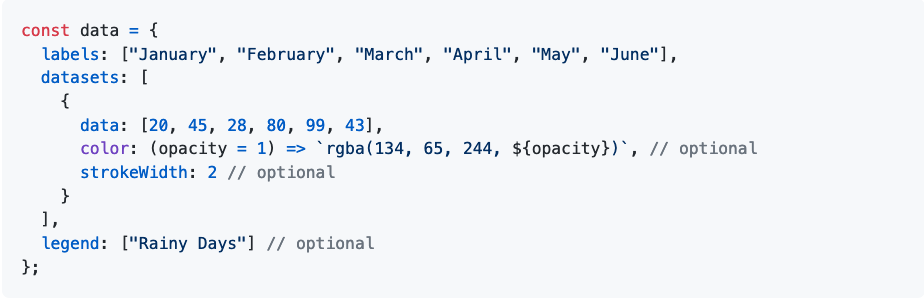 const data = {
  labels: ["January", "February", "March", "April", "May", "June"],
  datasets: [
    {
      data: [20, 45, 28, 80, 99, 43],
      color: (opacity = 1) => `rgba(134, 65, 244, ${opacity})`, // optional
      strokeWidth: 2 // optional
    }
  ],
  legend: ["Rainy Days"] // optional
};